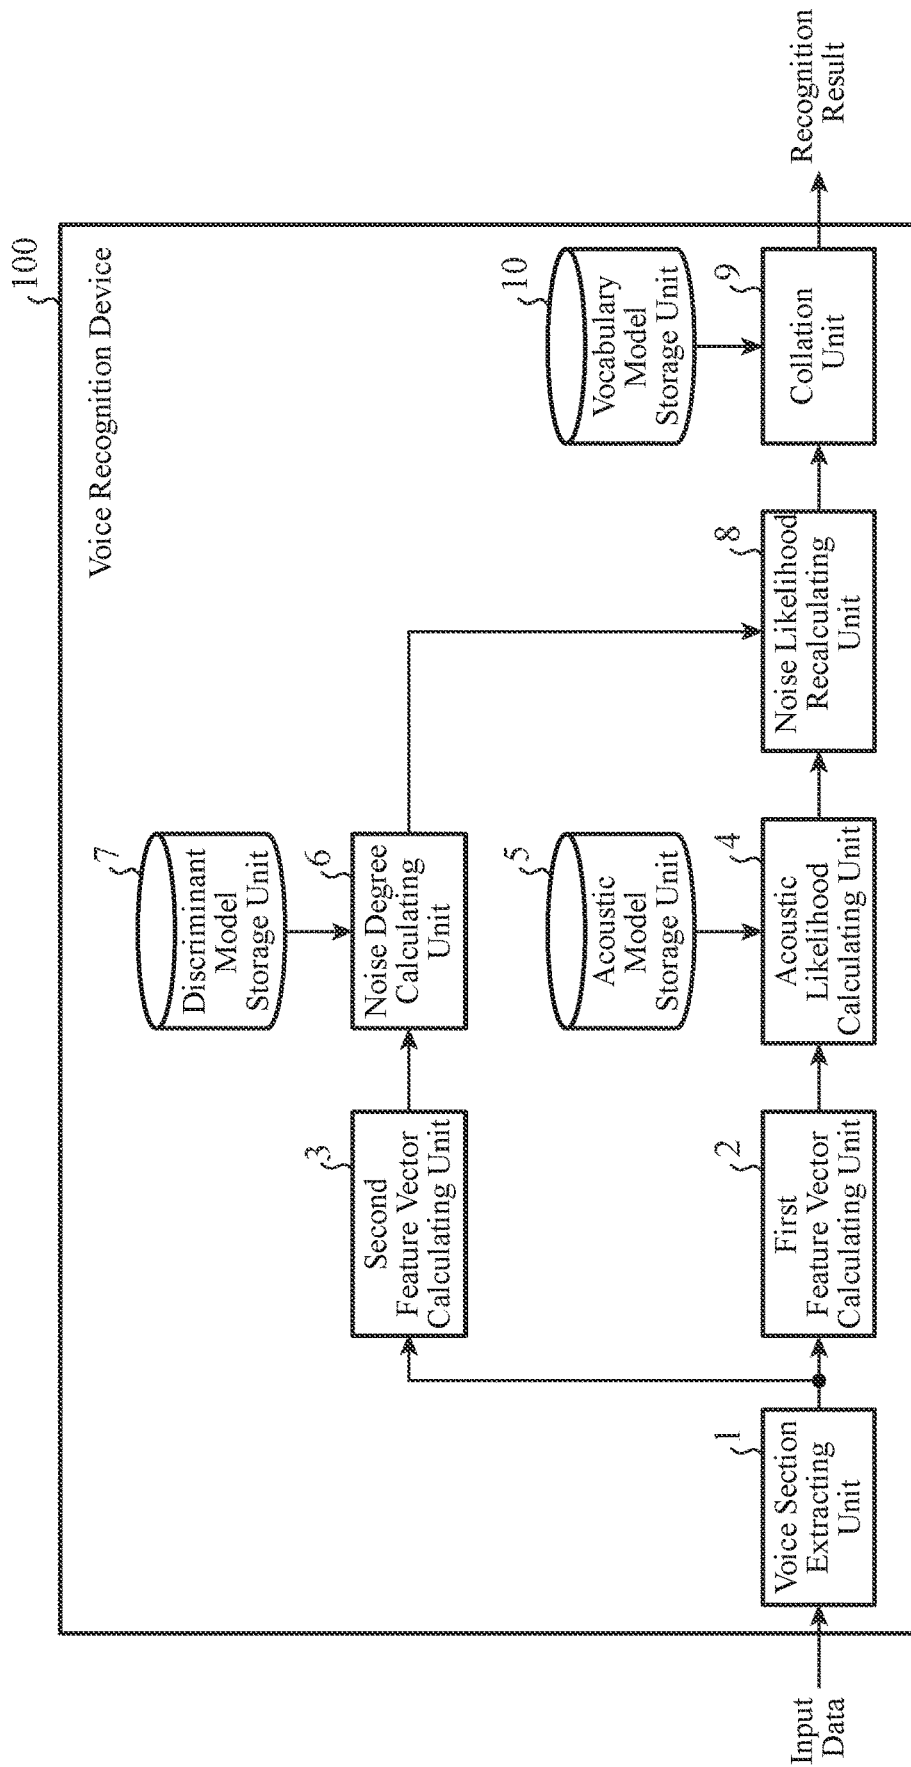 100
Voice Recognition Device
7
Discriminant
Model
Storage Unit
3
Second
Feature Vector
Calculating Unit
6
Noise Degree
Calculating
Unit
5
Acoustic
Model
Storage Unit
10
Vocabulary
Model
Storage Unit
Input
Data
1
Voice Section
Extracting
Unit
2
First
Feature Vector
Calculating Unit
4
Acoustic
Likelihood
Calculating Unit
8
Noise Likelihood
Recalculating
Unit
9
Collation
Unit
Recognition
Result